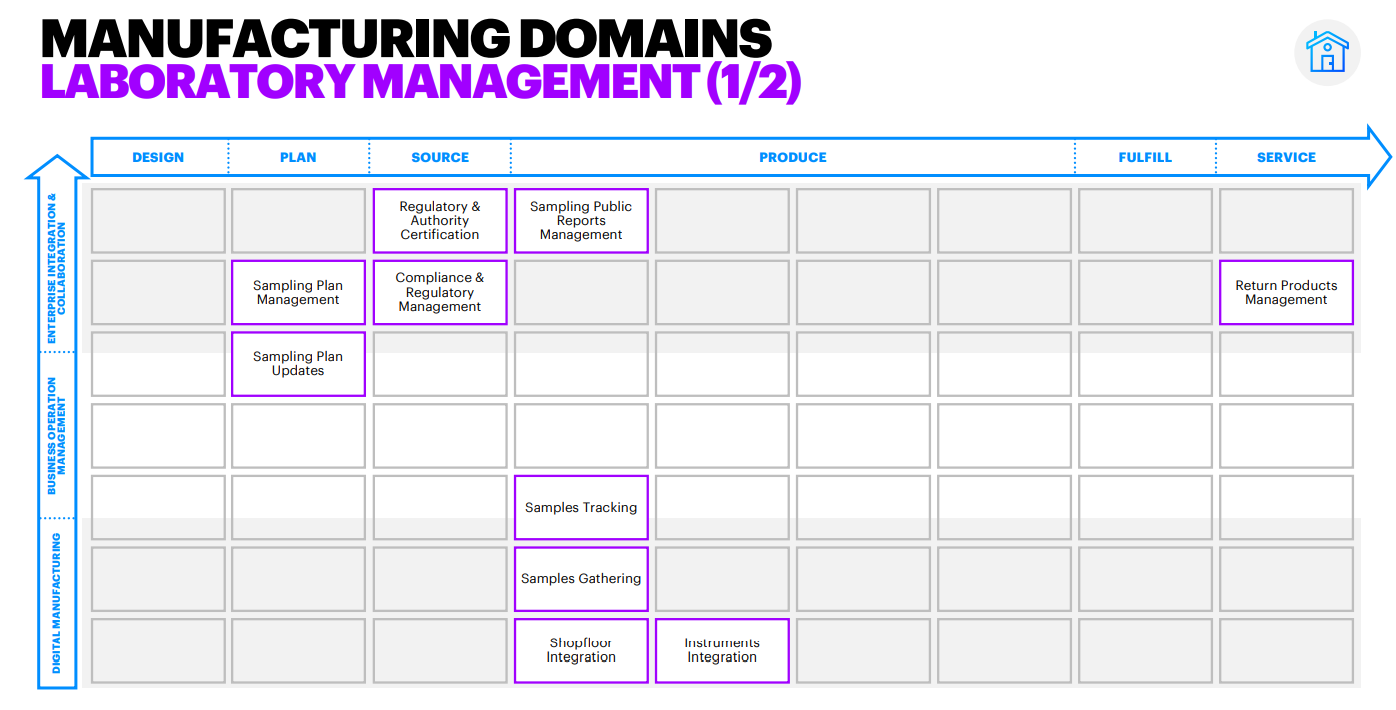 MANUFACTURING DOMAINS
LABORATORY MANAGEMENT (1/2)
DESIGN
PLAN
SOURCE
PRODUCE
FULFILL
SERVICE
ENTERPRISE INTEGRATION &
COLLABORATION
Regulatory &
Authority
Certification
Sampling Public
Reports
Management
Sampling Plan
Management
Compliance &
Regulatory
Management
Return Products
Management
Sampling Plan
Updates
BUSINESS OPERATION
MANAGEMENT
Samples Tracking
DIGITAL MANUFACTURING
Samples Gathering
Shopfloor
Integration
Instruments
Integration